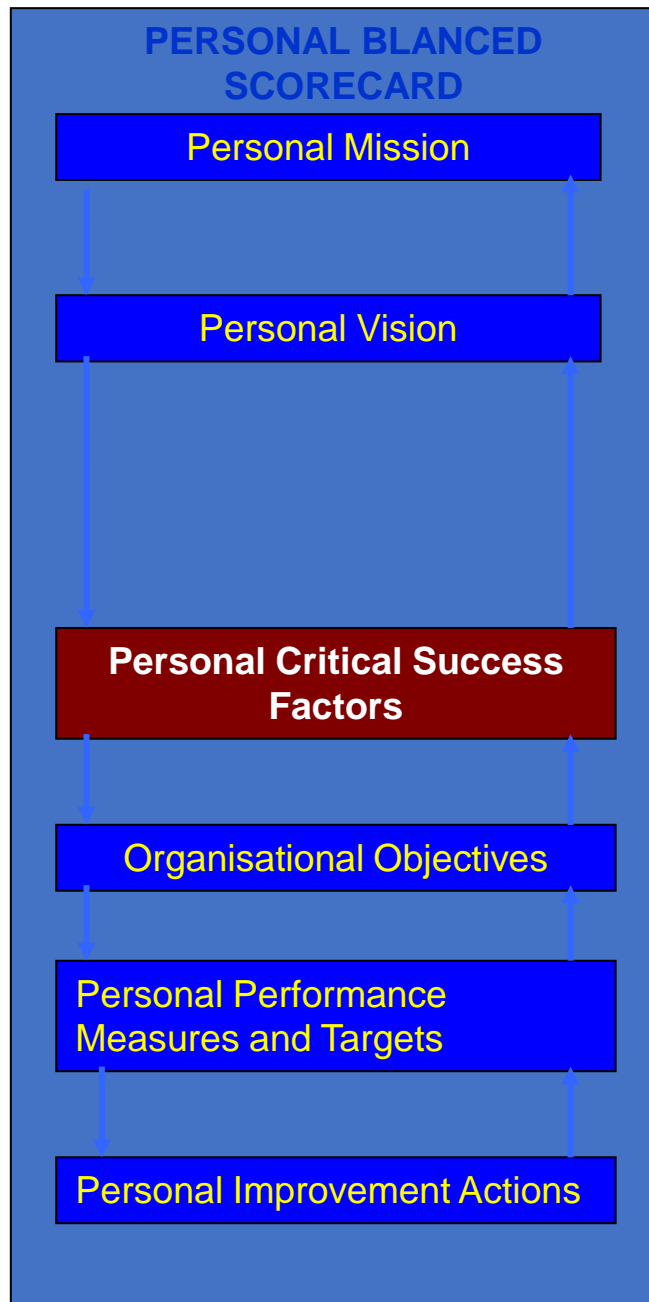 PERSONAL BLANCED
SCORECARD
Personal Mission
Personal Vision
Personal Critical Success
Factors
Organisational Objectives
Personal Performance
Measures and Targets
Personal Improvement Actions